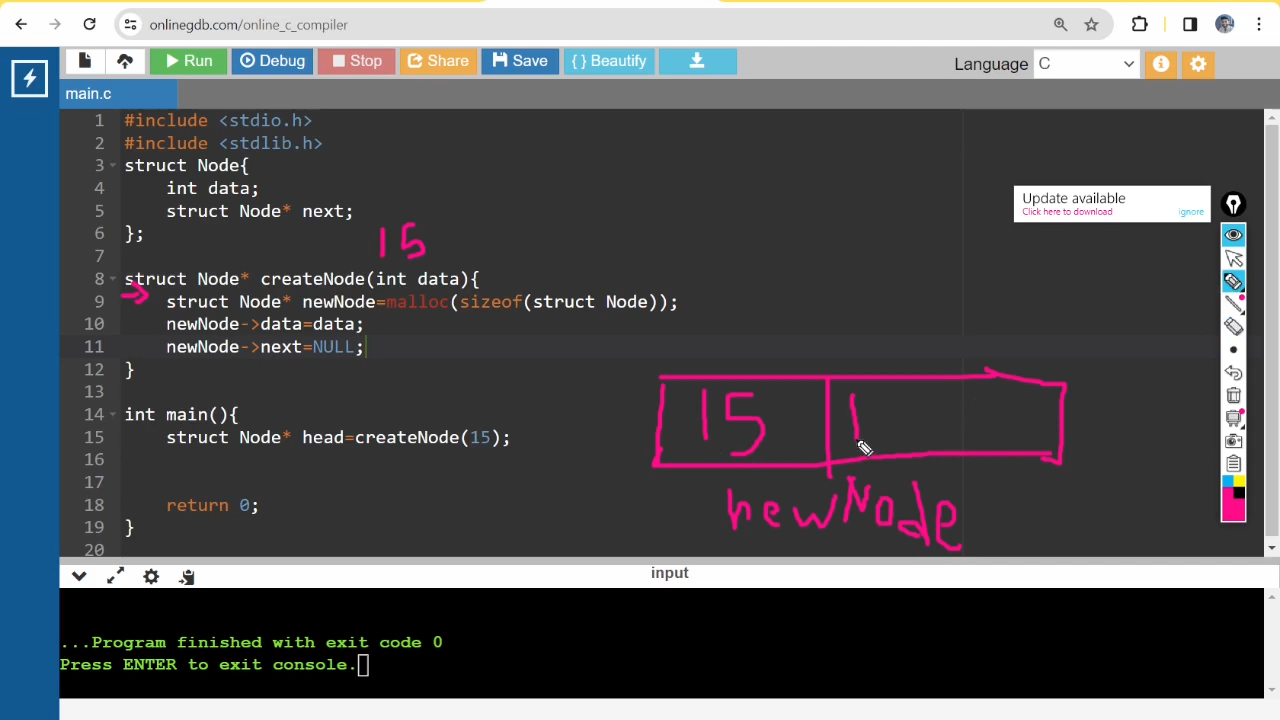 onlinegdb.com/online_c_compiler
Run
Debug
Stop
Share
Save
{ } Beautify
Language
C
main.c
1 #include <stdio.h>
2 #include <stdlib.h>
3 struct Node{
4 int data;
5 struct Node* next;
6 };
7
15
8 struct Node* createNode(int data){
9 struct Node* newNode=malloc(sizeof(struct Node));
10 newNode->data=data;
11 newNode->next=NULL;
12 }
13
14 int main(){
15 struct Node* head=createNode(15);
16
17
18 return 0;
19 }
20
Update available
Click here to download
ignore
15
newNode
input
...Program finished with exit code 0
Press ENTER to exit console.